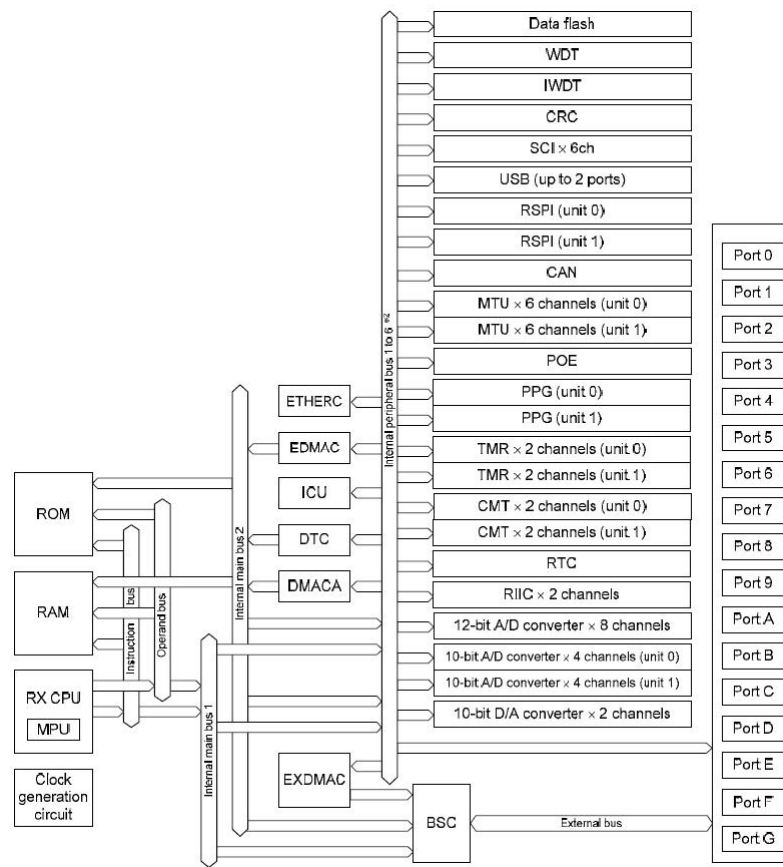 Data flash
WDT
IWDT
CRC
SCI × 6ch
USB (up to 2 ports)
RSPI (unit 0)
RSPI (unit 1)
CAN
MTU × 6 channels (unit 0)
MTU × 6 channels (unit 1)
POE
PPG (unit 0)
PPG (unit 1)
TMR × 2 channels (unit 0)
TMR × 2 channels (unit 1)
CMT × 2 channels (unit 0)
CMT × 2 channels (unit 1)
RTC
RIIC × 2 channels
12-bit A/D converter × 8 channels
10-bit A/D converter × 4 channels (unit 0)
10-bit A/D converter × 4 channels (unit 1)
10-bit D/A converter × 2 channels
Internal peripheral bus 1 to 6 *2
ETHERC
EDMAC
ICU
DTC
DMACA
EXDMAC
BSC
External bus
Internal main bus 2
Internal main bus 1
Operand bus
Instruction bus
ROM
RAM
RX CPU
MPU
Clock
generation
circuit
Port 0
Port 1
Port 2
Port 3
Port 4
Port 5
Port 6
Port 7
Port 8
Port 9
Port A
Port B
Port C
Port D
Port E
Port F
Port G